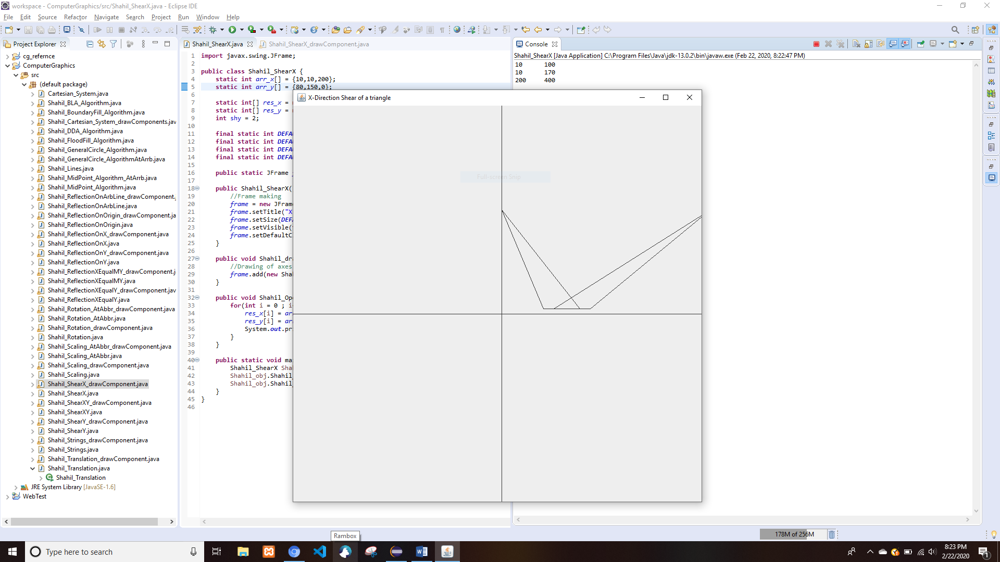 workspace - ComputerGraphics/src/Shahil_ShearX.java - Eclipse IDE
File Edit Source Refactor Navigate Search Project Run Window Help
Project Explorer
cg_refernce
ComputerGraphics
src
(default package)
Cartesian_System.java
Shahil_BLA_Algorithm.java
Shahil_BoundaryFill_Algorithm.java
Shahil_Cartesian_System_drawComponents.jav
Shahil_DDA_Algorithm.java
Shahil_FloodFill_Algorithm.java
Shahil_GeneralCircle_Algorithm.java
Shahil_GeneralCircle_AlgorithmAtArrb.java
Shahil_Lines.java
Shahil_MidPoint_Algorithm_AtArrb.java
Shahil_MidPoint_Algorithm.java
Shahil_ReflectionOnArbLine_drawComponent.
Shahil_ReflectionOnArbLine.java
Shahil_ReflectionOnOrigin_drawComponent.ja
Shahil_ReflectionOnOrigin.java
Shahil_ReflectionOnX_drawComponent.java
Shahil_ReflectionOnX.java
Shahil_ReflectionOnY_drawComponent.java
Shahil_ReflectionOnY.java
Shahil_ReflectionXEqualMY_drawComponent.j
Shahil_ReflectionXEqualMY.java
Shahil_ReflectionXEqualY_drawComponent.jav
Shahil_ReflectionXEqualY.java
Shahil_Rotation_AtAbbr_drawComponent.java
Shahil_Rotation_AtAbbr.java
Shahil_Rotation_drawComponent.java
Shahil_Rotation.java
Shahil_Scaling_AtAbbr_drawComponent.java
Shahil_Scaling_AtAbbr.java
Shahil_Scaling_drawComponent.java
Shahil_Scaling.java
Shahil_ShearX_drawComponent.java
Shahil_ShearX.java
Shahil_ShearXY_drawComponent.java
Shahil_ShearXY.java
Shahil_ShearY_drawComponent.java
Shahil_ShearY.java
Shahil_Strings_drawComponent.java
Shahil_Strings.java
Shahil_Translation_drawComponent.java
Shahil_Translation.java
Shahil_Translation
JRE System Library [JavaSE-1.6]
WebTest
Shahil_ShearX.java Shahil_ShearX_drawComponent.java
1 import javax.swing.JFrame;
2
3 public class Shahil_ShearX {
4 static int arr_x[] = {10,10,200};
5 static int arr_y[] = {80,150,0};
6
7 static int[] res_x =
8 static int[] res_y =
9 int shy = 2;
10
11 final static int DEFA
12 final static int DEFA
13 final static int DEFA
14 final static int DEFA
15
16 public static JFrame
17
18 public Shahil_ShearX(
19 //Frame making
20 frame = new JFram
21 frame.setTitle("X
22 frame.setSize(DEF
23 frame.setVisible(
24 frame.setDefaultC
25 }
26
27 public void Shahil_dra
28 //Drawing of axes
29 frame.add(new Sha
30 }
31
32 public void Shahil_Ope
33 for(int i = 0 ; i
34 res_x[i] = ar
35 res_y[i] = ar
36 System.out.pr
37 }
38 }
39
40 public static void ma
41 Shahil_ShearX Sha
42 Shahil_obj.Shahil_
43 Shahil_obj.Shahil_
44 }
45 }
46
X-Direction Shear of a triangle
Full-screen Snip
Console
Shahil_ShearX [Java Application] C:\Program Files\Java\jdk-13.0.2\bin\javaw.exe (Feb 22, 2020, 8:22:47 PM)
10 100
10 170
200 400
178M of 256M
Rambox
Type here to search
8:23 PM
2/22/2020
1